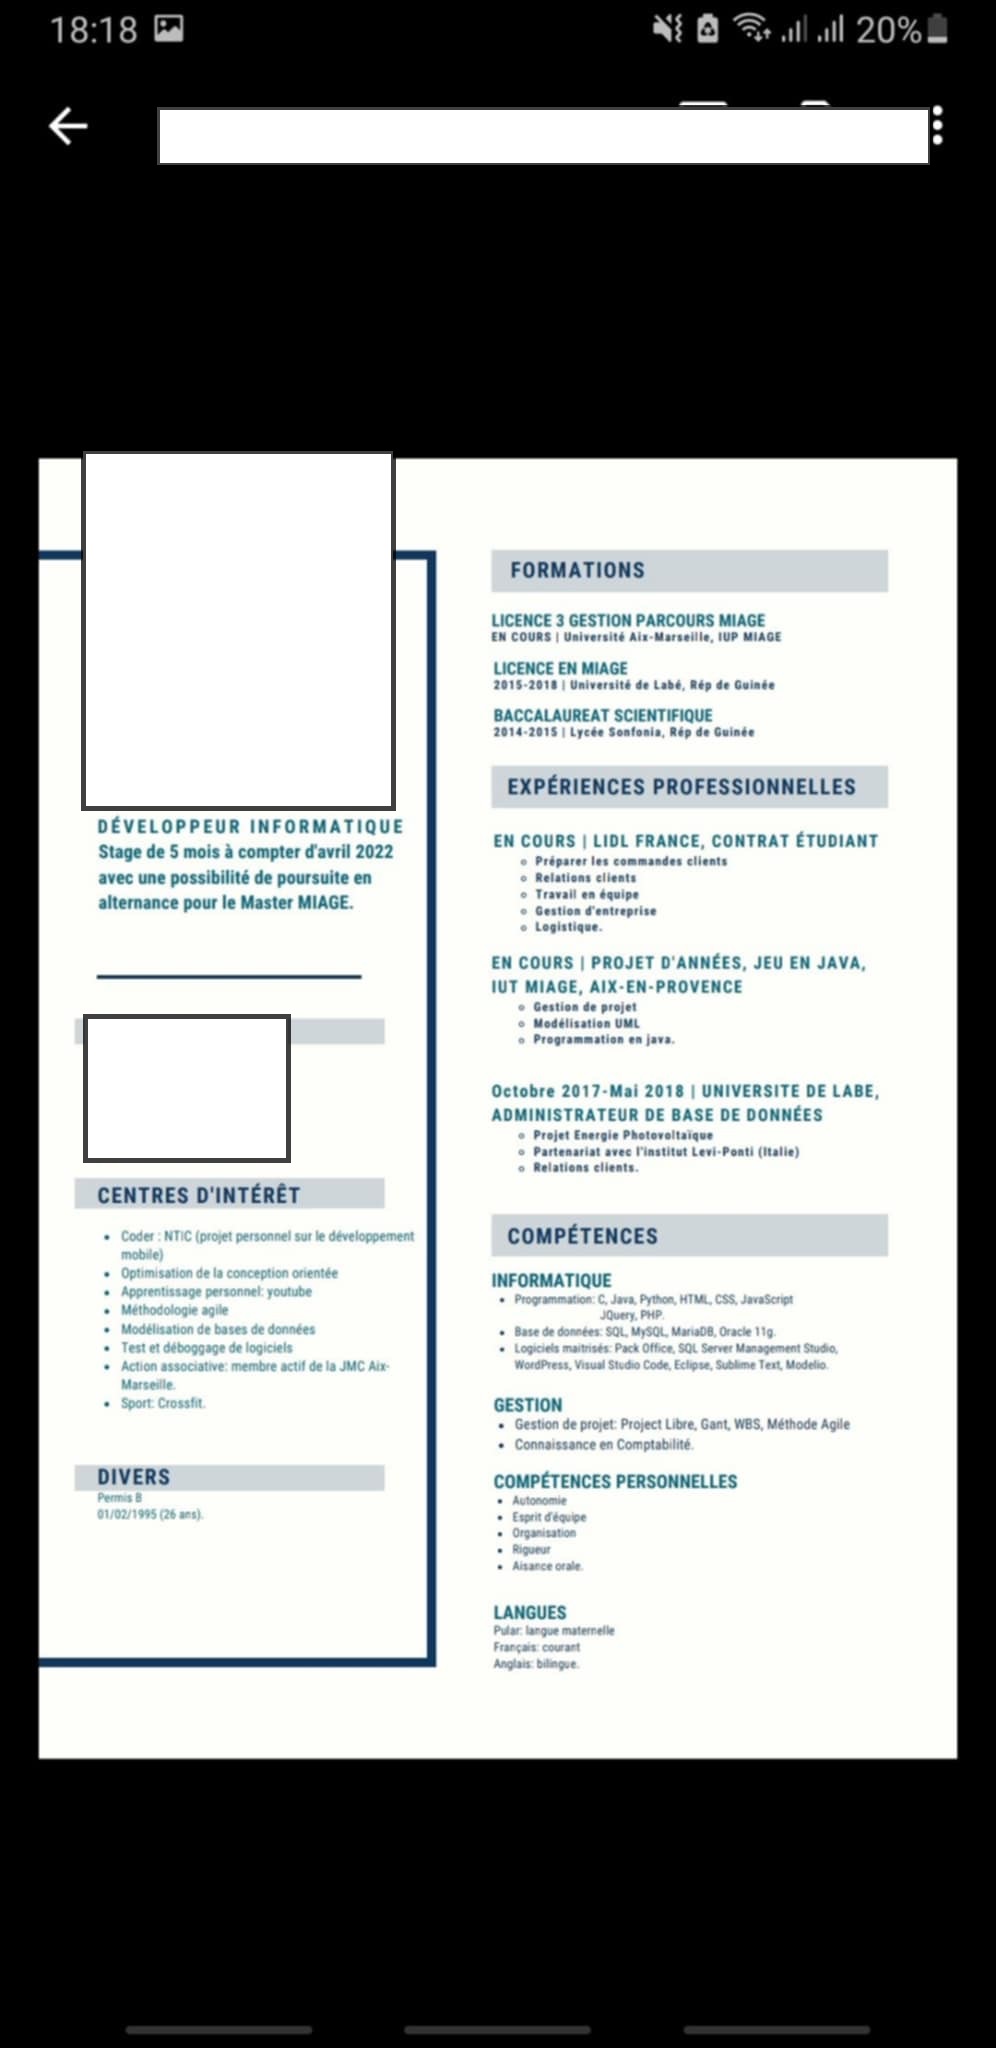 18:18
20%
DÉVELOPPEUR INFORMATIQUE
Stage de 5 mois à compter d'avril 2022
avec une possibilité de poursuite en
alternance pour le Master MIAGE.
CENTRES D'INTÉRÊT
• Coder : NTIC (projet personnel sur le développement
mobile)
• Optimisation de la conception orientée
• Apprentissage personnel: youtube
• Méthodologie agile
• Modélisation de bases de données
• Test et déboggage de logiciels
• Action associative: membre actif de la JMC Aix-
Marseille.
• Sport: Crossfit.
DIVERS
Permis B
01/02/1995 (26 ans).
FORMATIONS
LICENCE 3 GESTION PARCOURS MIAGE
EN COURS | Université Aix-Marseille, IUP MIAGE
LICENCE EN MIAGE
2015-2018 | Université de Labé, Rép de Guinée
BACCALAUREAT SCIENTIFIQUE
2014-2015 | Lycée Sonfonia, Rép de Guinée
EXPÉRIENCES PROFESSIONNELLES
EN COURS | LIDL FRANCE, CONTRAT ÉTUDIANT
◦ Préparer les commandes clients
◦ Relations clients
◦ Travail en équipe
◦ Gestion d'entreprise
◦ Logistique.
EN COURS | PROJET D'ANNÉES, JEU EN JAVA,
IUT MIAGE, AIX-EN-PROVENCE
◦ Gestion de projet
◦ Modélisation UML
◦ Programmation en java.
Octobre 2017-Mai 2018 | UNIVERSITE DE LABE,
ADMINISTRATEUR DE BASE DE DONNÉES
◦ Projet Energie Photovoltaïque
◦ Partenariat avec l'institut Levi-Ponti (Italie)
◦ Relations clients.
COMPÉTENCES
INFORMATIQUE
• Programmation: C, Java, Python, HTML, CSS, JavaScript
JQuery, PHP.
• Base de données: SQL, MySQL, MariaDB, Oracle 11g.
• Logiciels maitrisés: Pack Office, SQL Server Management Studio,
WordPress, Visual Studio Code, Eclipse, Sublime Text, Modelio.
GESTION
• Gestion de projet: Project Libre, Gant, WBS, Méthode Agile
• Connaissance en Comptabilité.
COMPÉTENCES PERSONNELLES
• Autonomie
• Esprit d'équipe
• Organisation
• Rigueur
• Aisance orale.
LANGUES
Pular: langue maternelle
Français: courant
Anglais: bilingue.